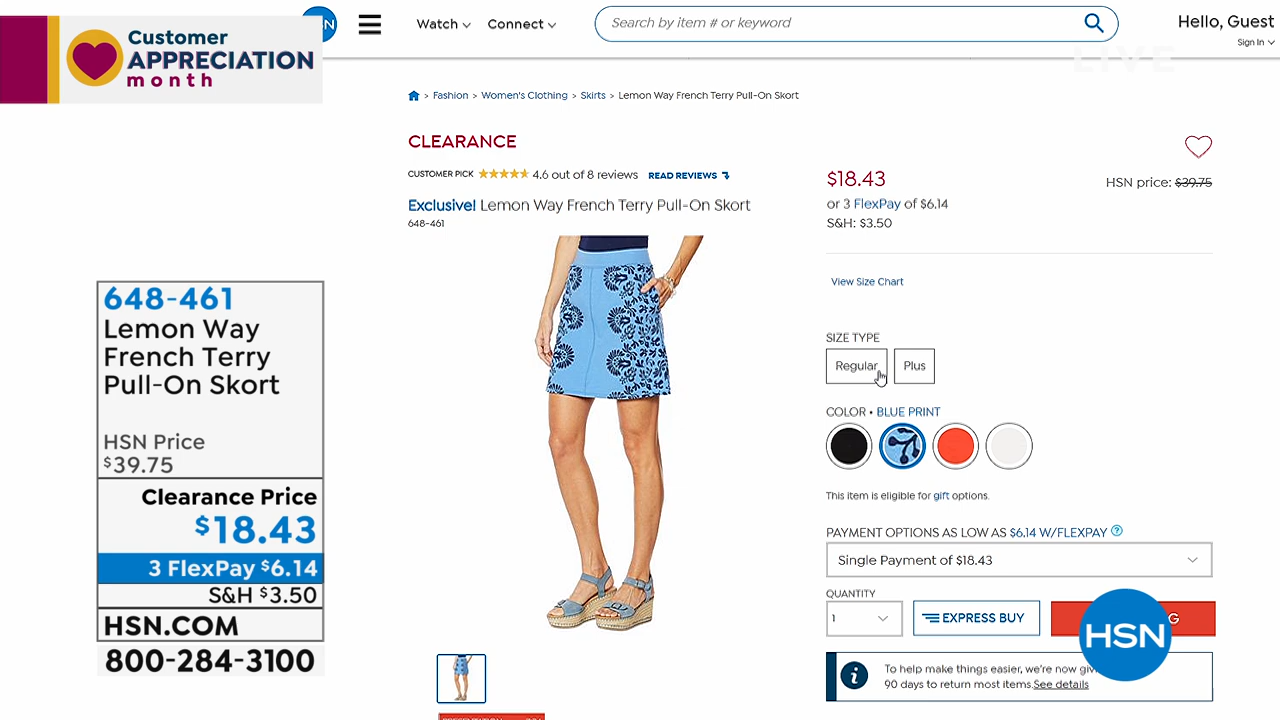 Customer
APPRECIATION
month
Watch
Connect
Search by item # or keyword
Hello, Guest
Sign In
LIVE
Fashion > Women's Clothing > Skirts > Lemon Way French Terry Pull-On Skort
CLEARANCE
CUSTOMER PICK 4.6 out of 8 reviews READ REVIEWS
Exclusive! Lemon Way French Terry Pull-On Skort
648-461
$18.43
HSN price: $39.75
or 3 FlexPay of $6.14
S&H: $3.50
View Size Chart
SIZE TYPE
Regular
Plus
COLOR • BLUE PRINT
This item is eligible for gift options.
PAYMENT OPTIONS AS LOW AS $6.14 W/FLEXPAY ?
Single Payment of $18.43
QUANTITY
1
EXPRESS BUY
HSN
To help make things easier, we're now
90 days to return most items. See details
648-461
Lemon Way
French Terry
Pull-On Skort
HSN Price
$39.75
Clearance Price
$18.43
3 FlexPay $6.14
S&H $3.50
HSN.COM
800-284-3100